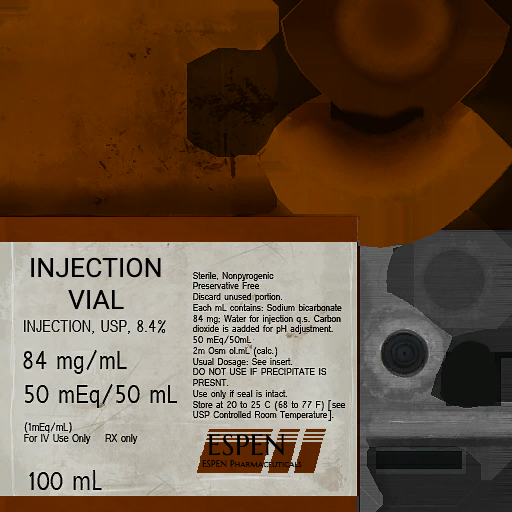 INJECTION
VIAL
INJECTION, USP, 8.4%
84 mg/mL
50 mEq/50 mL
(1mEq/mL)
For IV Use Only RX only
100 mL
Sterile, Nonpyrogenic
Preservative Free
Discard unused portion.
Each mL contains: Sodium bicarbonate
84 mg; Water for injection q.s. Carbon
dioxide is aadded for pH adjustment.
50 mEq/50mL
2m Osm ol.mL (calc.)
Usual Dosage: See insert.
DO NOT USE IF PRECIPITATE IS
PRESNT.
Use only if seal is intact.
Store at 20 to 25 C (68 to 77 F) [see
USP Controlled Room Temperature].
ESPEN
ESPEN PHARMACEUTICALS